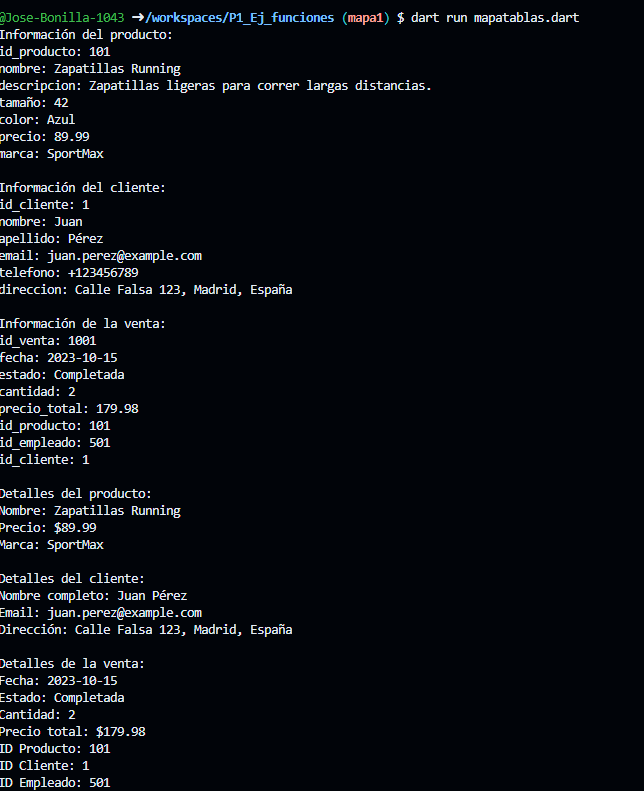 @Jose-Bonilla-1043 ➜/workspaces/P1_Ej_funciones (mapa1) $ dart run mapatablas.dart
Información del producto:
id_producto: 101
nombre: Zapatillas Running
descripcion: Zapatillas ligeras para correr largas distancias.
tamaño: 42
color: Azul
precio: 89.99
marca: SportMax

Información del cliente:
id_cliente: 1
nombre: Juan
apellido: Pérez
email: juan.perez@example.com
telefono: +123456789
direccion: Calle Falsa 123, Madrid, España

Información de la venta:
id_venta: 1001
fecha: 2023-10-15
estado: Completada
cantidad: 2
precio_total: 179.98
id_producto: 101
id_empleado: 501
id_cliente: 1

Detalles del producto:
Nombre: Zapatillas Running
Precio: $89.99
Marca: SportMax

Detalles del cliente:
Nombre completo: Juan Pérez
Email: juan.perez@example.com
Dirección: Calle Falsa 123, Madrid, España

Detalles de la venta:
Fecha: 2023-10-15
Estado: Completada
Cantidad: 2
Precio total: $179.98
ID Producto: 101
ID Cliente: 1
ID Empleado: 501